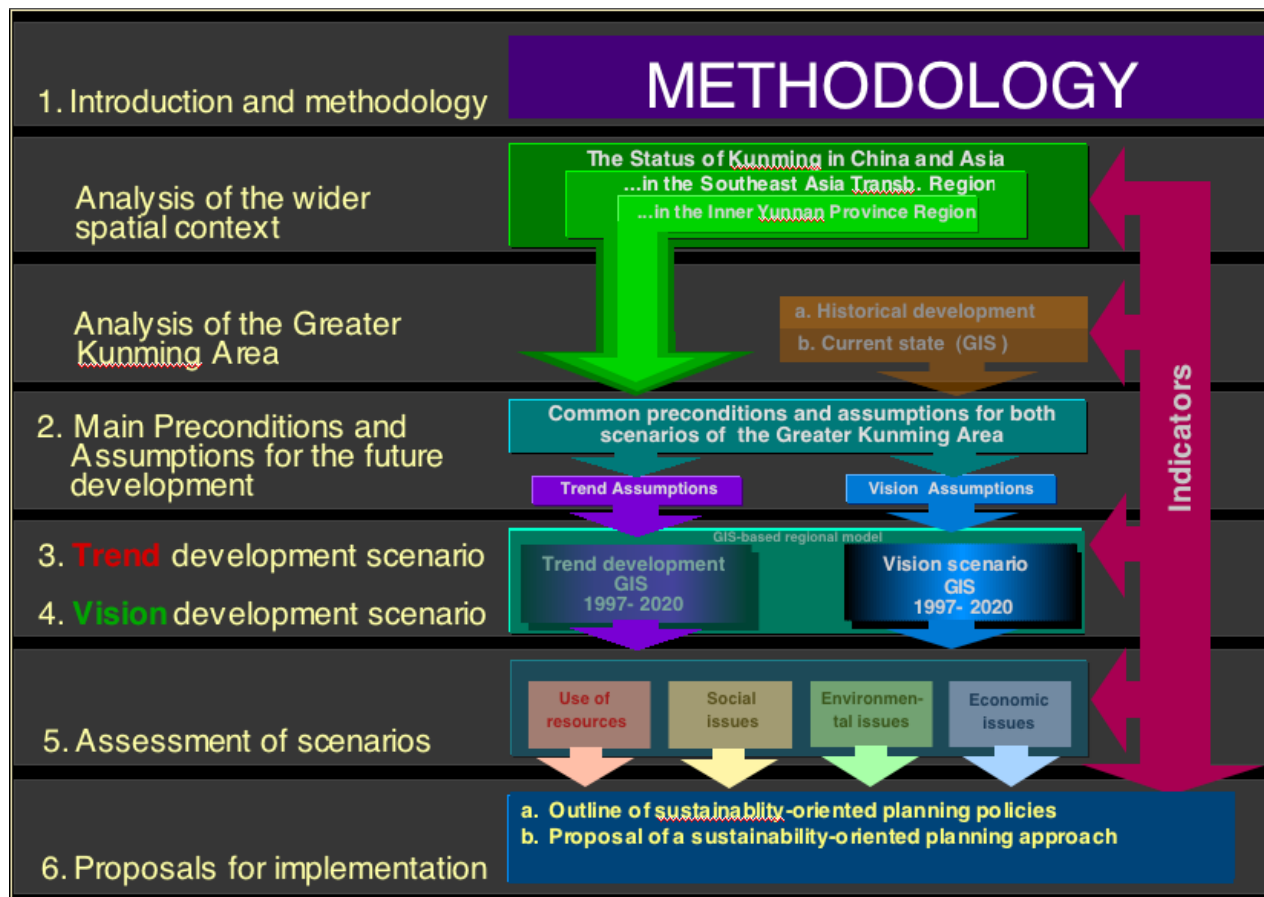 1. Introduction and methodology
METHODOLOGY
Analysis of the wider
spatial context
The Status of Kunming in China and Asia
...in the Southeast Asia Transb. Region
...in the Inner Yunnan Province Region
Analysis of the Greater
Kunming Area
a. Historical development
b. Current state (GIS )
Indicators
2. Main Preconditions and
Assumptions for the future
development
Common preconditions and assumptions for both
scenarios of the Greater Kunming Area
Trend Assumptions
Vision Assumptions
3. Trend development scenario
4. Vision development scenario
GIS-based regional model
Trend development
GIS
1997- 2020
Vision scenario
GIS
1997- 2020
5. Assessment of scenarios
Use of
resources
Social
issues
Environmen-
tal issues
Economic
issues
6. Proposals for implementation
a. Outline of sustainablity-oriented planning policies
b. Proposal of a sustainability-oriented planning approach